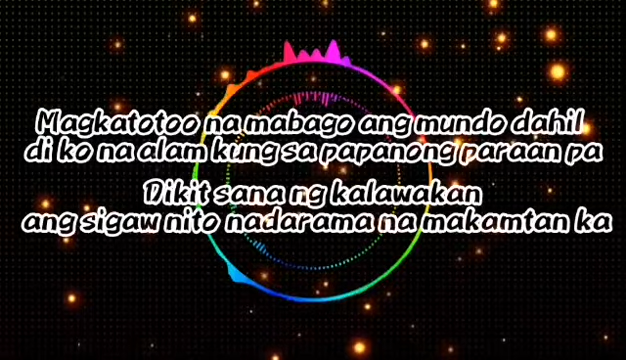 Magkatotoo na mabago ang mundo dahil
di ko na alam kung sa papanong paraan pa
Dikit sana ng kalawakan
ang sigaw nito nadarama na makamtan ka